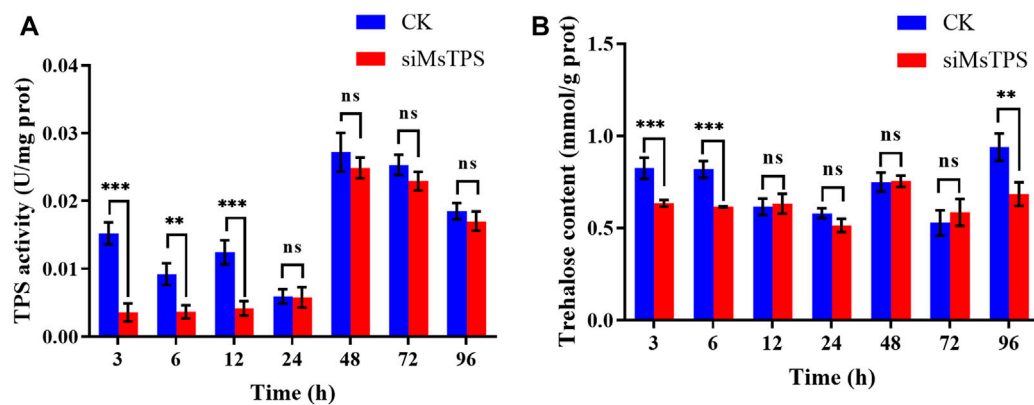 A
CK
siMsTPS
TPS activity (U/mg prot)
0.04
0.03
0.02
0.01
0.00
***
**
***
ns
ns
ns
ns
3 6 12 24 48 72 96
Time (h)
B
CK
siMsTPS
Trehalose content (mmol/g prot)
1.5
1.0
0.5
0.0
***
***
ns
ns
ns
ns
**
3 6 12 24 48 72 96
Time (h)